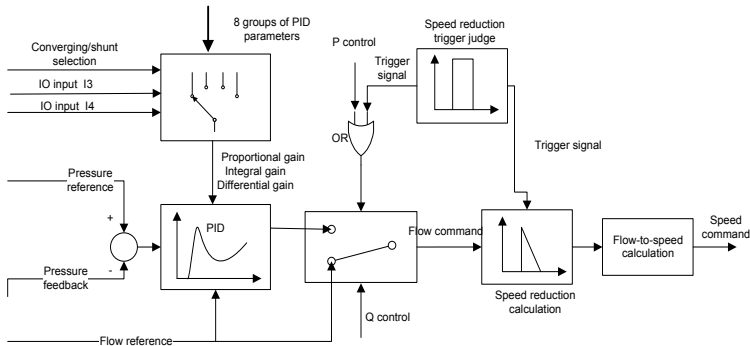 8 groups of PID
parameters
Speed reduction
trigger judge
P control
Converging/shunt
selection
Trigger
signal
IO input I3
IO input I4
OR
Trigger signal
Proportional gain
Integral gain
Differential gain
Pressure
reference
+
PID
Flow command
Flow-to-speed
calculation
Speed
command
-
Pressure
feedback
Speed reduction
calculation
Q control
Flow reference